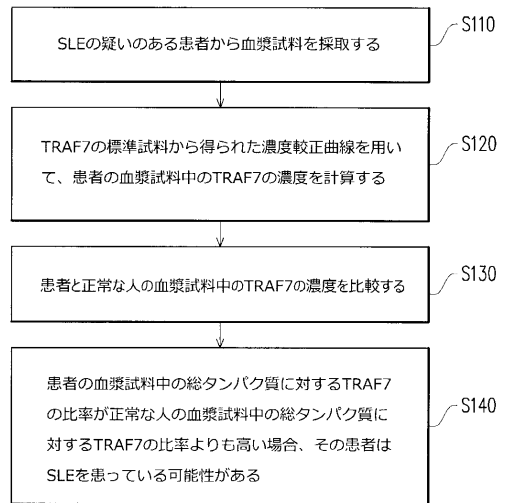 SLEの疑いのある患者から血漿試料を採取する
S110
TRAF7の標準試料から得られた濃度較正曲線を用い
て、患者の血漿試料中のTRAF7の濃度を計算する
S120
患者と正常な人の血漿試料中のTRAF7の濃度を比較する
S130
患者の血漿試料中の総タンパク質に対するTRAF7
の比率が正常な人の血漿試料中の総タンパク質に
対するTRAF7の比率よりも高い場合、その患者は
SLEを患っている可能性がある
S140